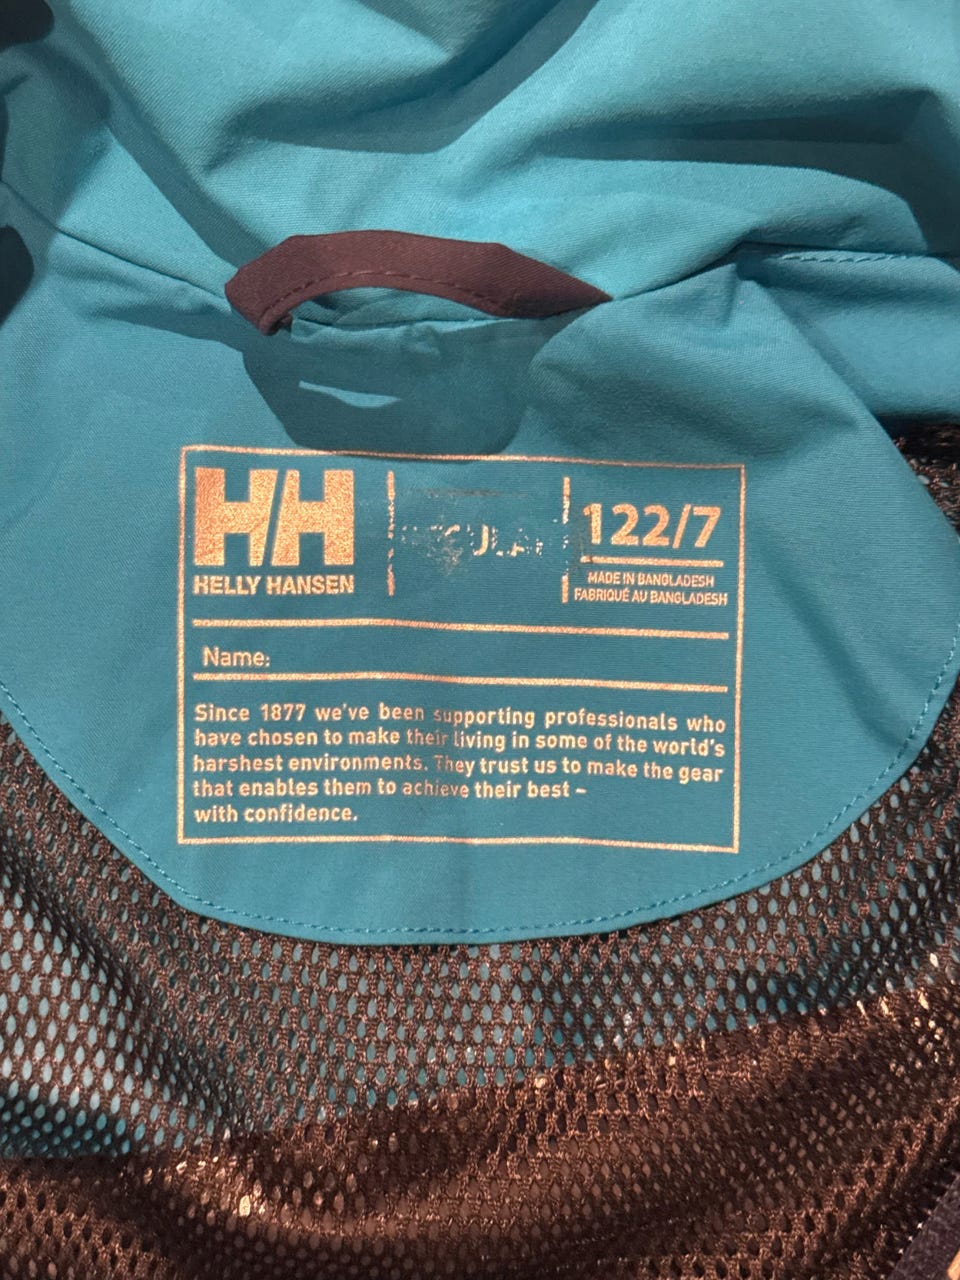 HH
HELLY HANSEN
122/7
MADE IN BANGLADESH
FABRIQUÉ AU BANGLADESH
Name:
Since 1877 we've been supporting professionals who
have chosen to make their living in some of the world's
harshest environments. They trust us to make the gear
that enables them to achieve their best –
with confidence.